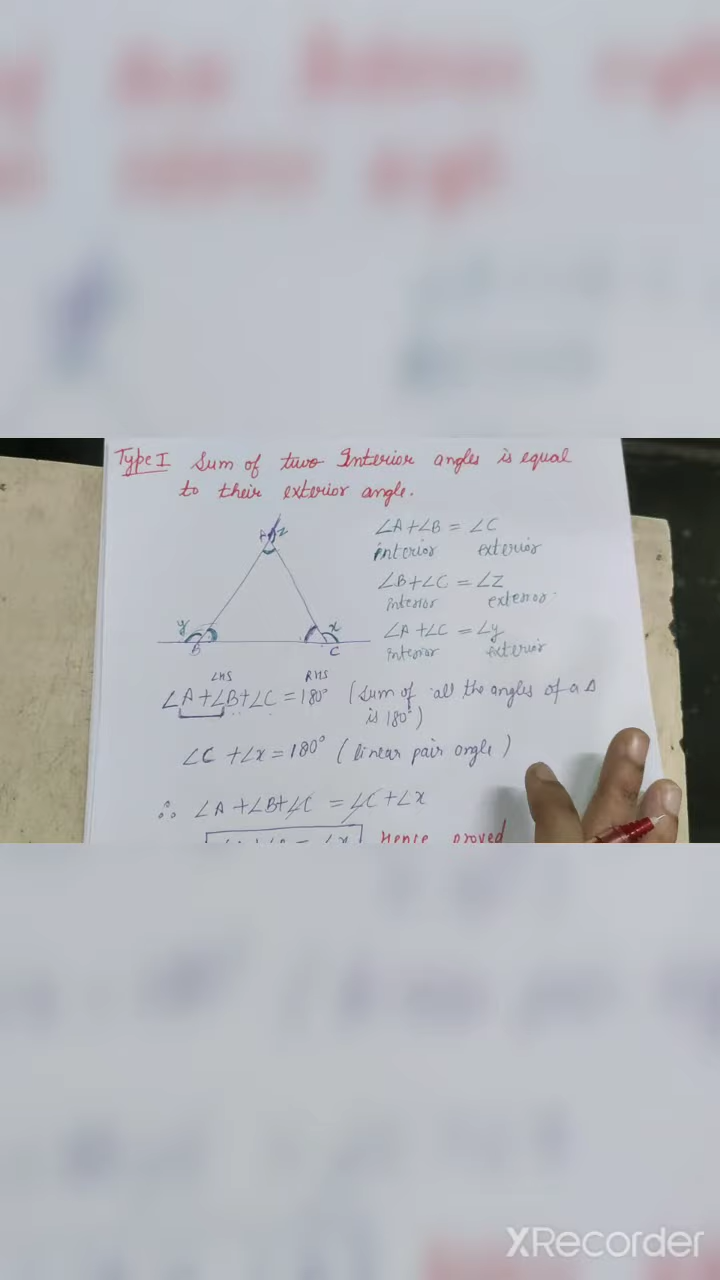 Type I Sum of two Interior angles is equal
to their exterior angle.
A z
∠A+∠B = ∠C
interior exterior
∠B+∠C = ∠Z
interior exterior
y x
∠A+∠C = ∠y
B C
interior exterior
LHS RHS
∠A+∠B+∠C = 180° (Sum of all the angles of a Δ
is 180°)
∠C + ∠x = 180° (linear pair angle)
∴ ∠A+∠B+∠C = ∠C+∠x
Hence proved
XRecorder